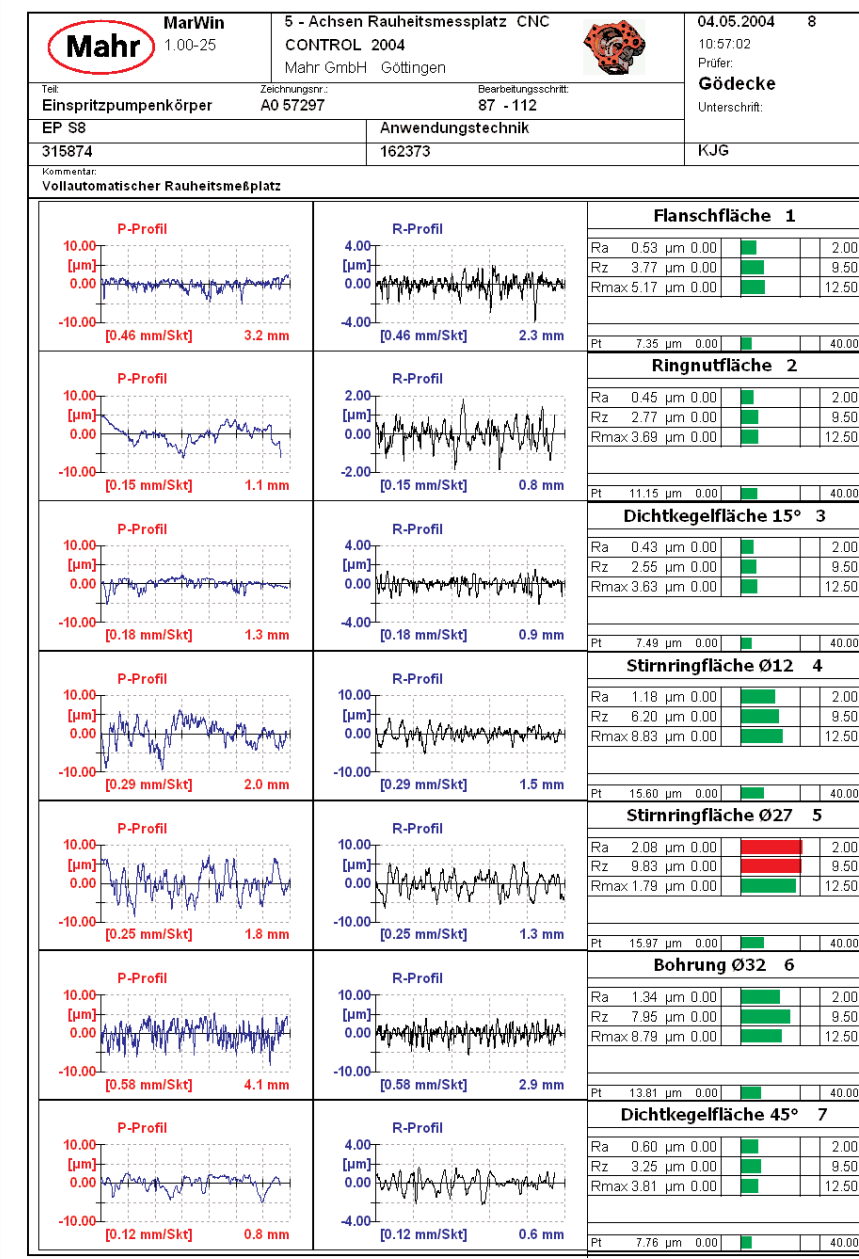 Mahr
MarWin
1.00-25
5 - Achsen Rauheitsmessplatz CNC
CONTROL 2004
Mahr GmbH Göttingen
04.05.2004 8
10:57:02
Prüfer:
Gödecke
Unterschrift:
Teil: Zeichnungsnr.: Bearbeitungsschritt:
Einspritzpumpenkörper A0 57297 87 - 112
EP S8 Anwendungstechnik
315874 162373 KJG
Kommentar:
Vollautomatischer Rauheitsmeßplatz
P-Profil
10.00
[µm]
0.00
-10.00
[0.46 mm/Skt] 3.2 mm
R-Profil
4.00
[µm]
0.00
-4.00
[0.46 mm/Skt] 2.3 mm
Flanschfläche 1
Ra 0.53 µm 0.00 2.00
Rz 3.77 µm 0.00 9.50
Rmax 5.17 µm 0.00 12.50
Pt 7.35 µm 0.00 40.00
P-Profil
10.00
[µm]
0.00
-10.00
[0.15 mm/Skt] 1.1 mm
R-Profil
2.00
[µm]
0.00
-2.00
[0.15 mm/Skt] 0.8 mm
Ringnutfläche 2
Ra 0.45 µm 0.00 2.00
Rz 2.77 µm 0.00 9.50
Rmax 3.69 µm 0.00 12.50
Pt 11.15 µm 0.00 40.00
P-Profil
10.00
[µm]
0.00
-10.00
[0.18 mm/Skt] 1.3 mm
R-Profil
4.00
[µm]
0.00
-4.00
[0.18 mm/Skt] 0.9 mm
Dichtkegelfläche 15° 3
Ra 0.43 µm 0.00 2.00
Rz 2.55 µm 0.00 9.50
Rmax 3.63 µm 0.00 12.50
Pt 7.49 µm 0.00 40.00
P-Profil
10.00
[µm]
0.00
-10.00
[0.29 mm/Skt] 2.0 mm
R-Profil
10.00
[µm]
0.00
-10.00
[0.29 mm/Skt] 1.5 mm
Stirnringfläche Ø12 4
Ra 1.18 µm 0.00 2.00
Rz 6.20 µm 0.00 9.50
Rmax 8.83 µm 0.00 12.50
Pt 15.60 µm 0.00 40.00
P-Profil
10.00
[µm]
0.00
-10.00
[0.25 mm/Skt] 1.8 mm
R-Profil
10.00
[µm]
0.00
-10.00
[0.25 mm/Skt] 1.3 mm
Stirnringfläche Ø27 5
Ra 2.08 µm 0.00 2.00
Rz 9.83 µm 0.00 9.50
Rmax 1.79 µm 0.00 12.50
Pt 15.97 µm 0.00 40.00
P-Profil
10.00
[µm]
0.00
-10.00
[0.58 mm/Skt] 4.1 mm
R-Profil
10.00
[µm]
0.00
-10.00
[0.58 mm/Skt] 2.9 mm
Bohrung Ø32 6
Ra 1.34 µm 0.00 2.00
Rz 7.95 µm 0.00 9.50
Rmax 8.79 µm 0.00 12.50
Pt 13.81 µm 0.00 40.00
P-Profil
10.00
[µm]
0.00
-10.00
[0.12 mm/Skt] 0.8 mm
R-Profil
4.00
[µm]
0.00
-4.00
[0.12 mm/Skt] 0.6 mm
Dichtkegelfläche 45° 7
Ra 0.60 µm 0.00 2.00
Rz 3.25 µm 0.00 9.50
Rmax 3.81 µm 0.00 12.50
Pt 7.76 µm 0.00 40.00